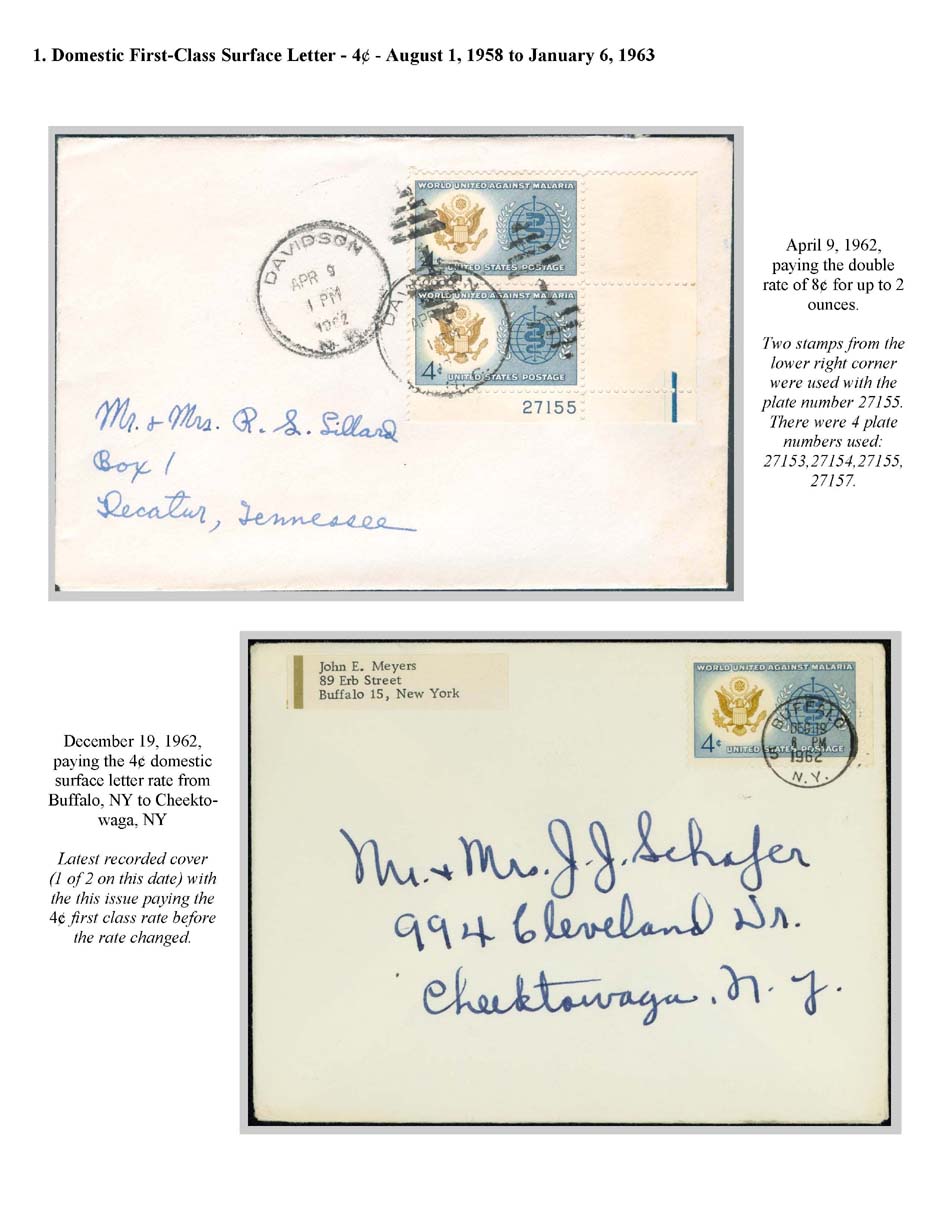 1. Domestic First-Class Surface Letter - 4¢ - August 1, 1958 to January 6, 1963
WORLD UNITED AGAINST MALARIA
UNITED STATES POSTAGE
DAVIDSON
APR 9
1 PM
1962
N.C.
WORLD UNITED AGAINST MALARIA
4¢
UNITED STATES POSTAGE
27155
Mr. & Mrs. R. S. Lillard
Box 1
Decatur, Tennessee
April 9, 1962,
paying the double
rate of 8¢ for up to 2
ounces.
Two stamps from the
lower right corner
were used with the
plate number 27155.
There were 4 plate
numbers used:
27153,27154,27155,
27157.
John E. Meyers
89 Erb Street
Buffalo 15, New York
WORLD UNITED AGAINST MALARIA
4¢
UNITED STATES POSTAGE
BUFFALO
DEC 19
PM
1962
N.Y.
Mr. & Mrs. J. J. Schafer
994 Cleveland Dr.
Cheektowaga, N. Y.
December 19, 1962,
paying the 4¢ domestic
surface letter rate from
Buffalo, NY to Cheekto-
waga, NY
Latest recorded cover
(1 of 2 on this date) with
the this issue paying the
4¢ first class rate before
the rate changed.